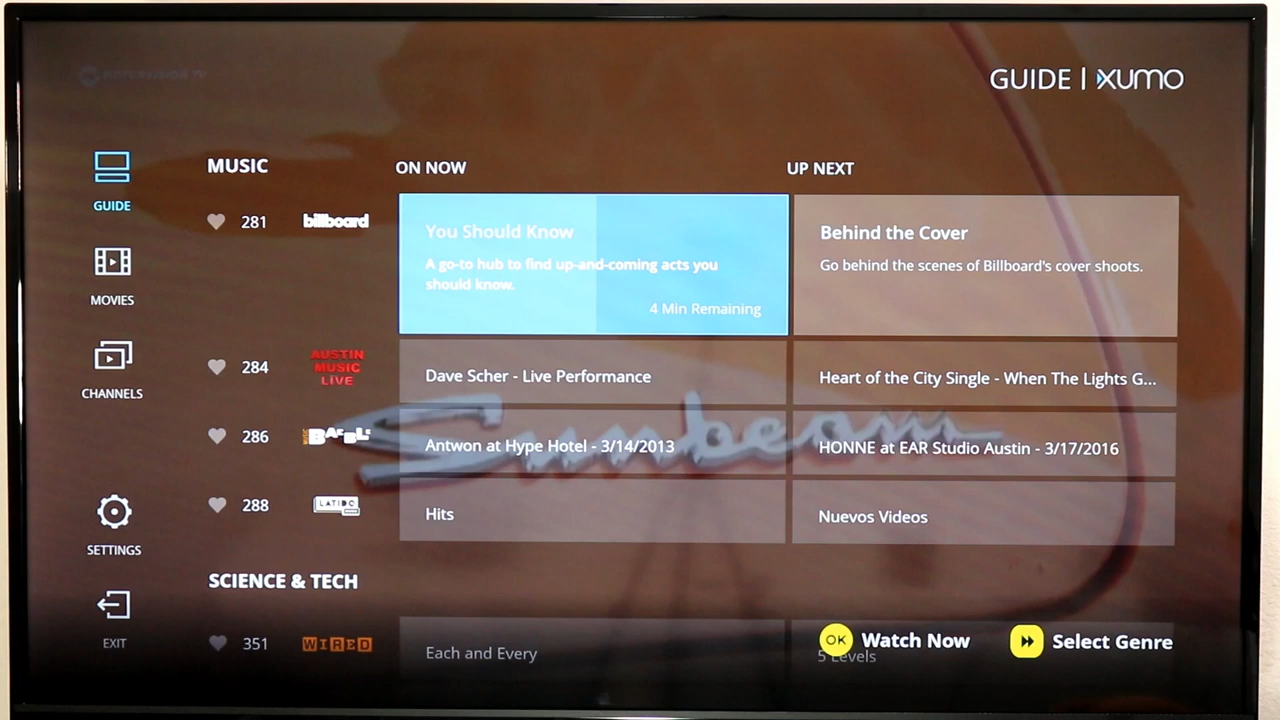 MOTORVISION TV
GUIDE | XUMO
GUIDE
MOVIES
CHANNELS
SETTINGS
EXIT
MUSIC
ON NOW
UP NEXT
281
billboard
You Should Know
A go-to hub to find up-and-coming acts you
should know.
4 Min Remaining
Behind the Cover
Go behind the scenes of Billboard's cover shoots.
284
AUSTIN
MUSIC
LIVE
Dave Scher - Live Performance
Heart of the City Single - When The Lights G...
286
Antwon at Hype Hotel - 3/14/2013
HONNE at EAR Studio Austin - 3/17/2016
Sunbeam
288
LATIDO
Hits
Nuevos Videos
SCIENCE & TECH
351
WIRED
Each and Every
5 Levels
OK Watch Now
Select Genre